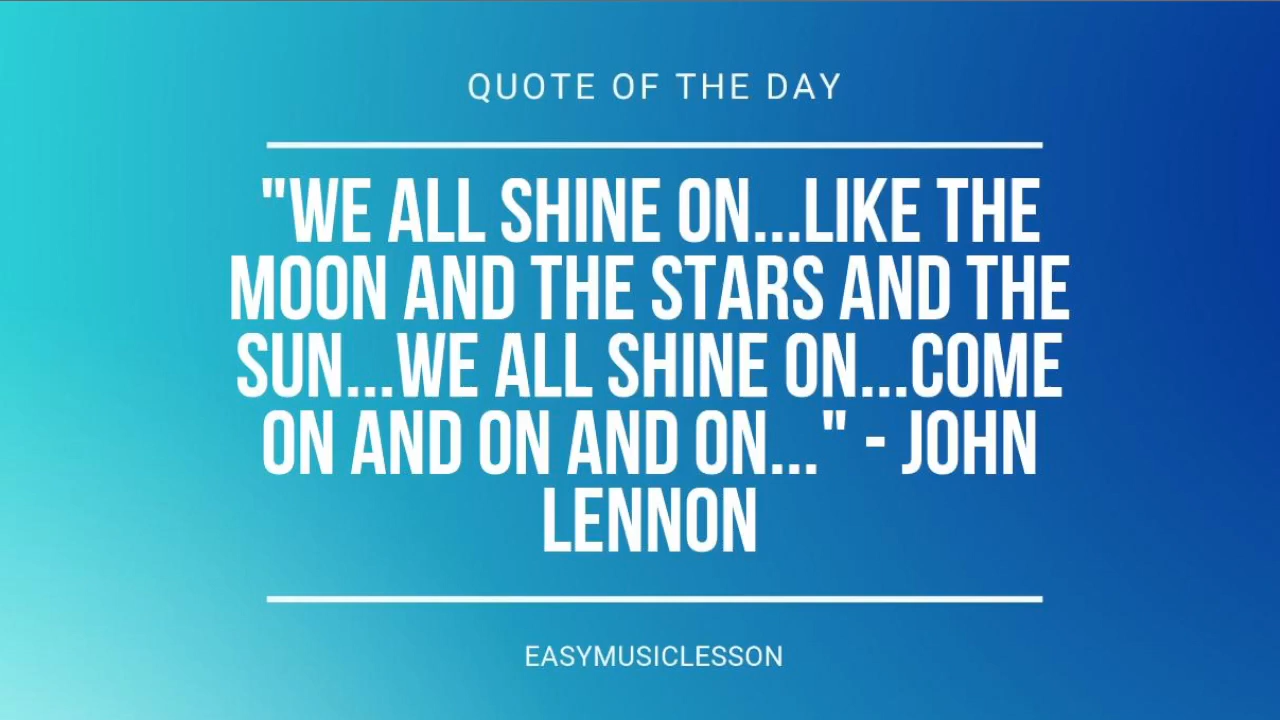 QUOTE OF THE DAY
"WE ALL SHINE ON...LIKE THE
MOON AND THE STARS AND THE
SUN...WE ALL SHINE ON...COME
ON AND ON AND ON..." - JOHN
LENNON
EASYMUSICLESSON